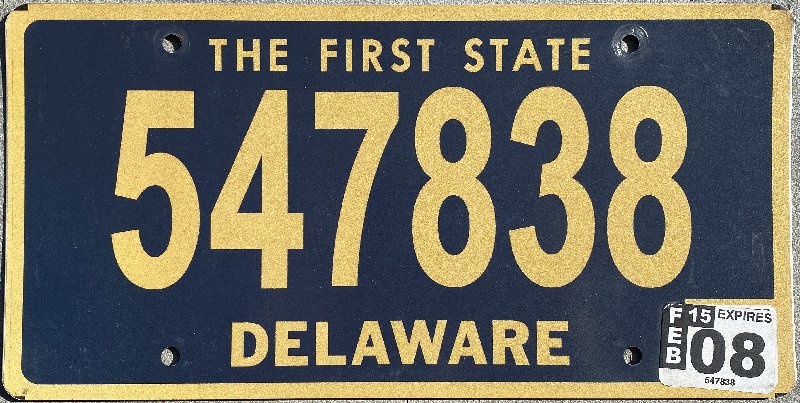 THE FIRST STATE
547838
DELAWARE
FEB 15 EXPIRES
08
547838